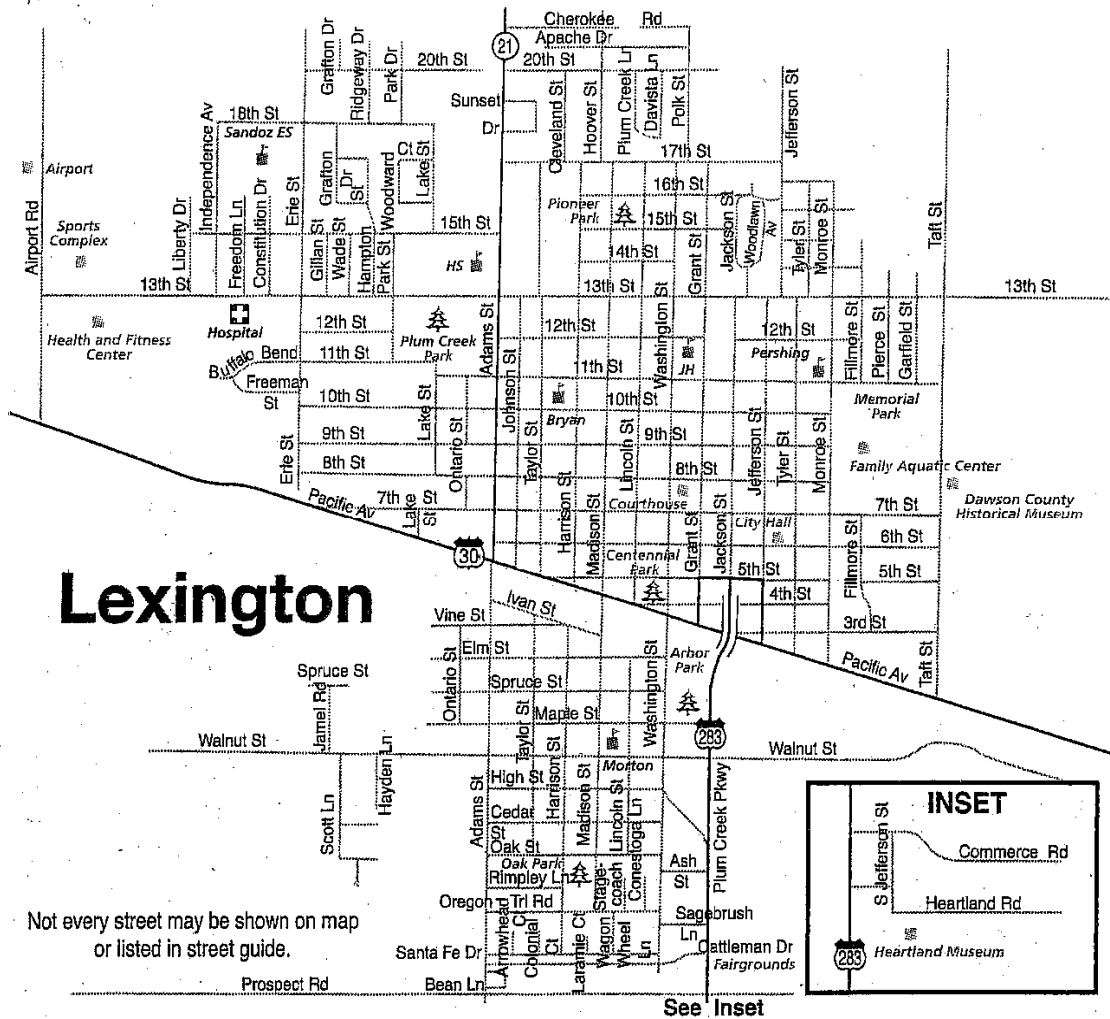 Cherokee Rd
Apache Dr
21
20th St
20th St
Grafton Dr
Ridgeway Dr
Park Dr
Sunset
Dr
Cleveland St
Hoover St
Plum Creek Ln
Davista Ln
Polk St
Jefferson St
Airport Rd
Airport
Independence Av
18th St
Sandoz ES
17th St
16th St
Pioneer
Park
15th St
14th St
13th St
Sports
Complex
Liberty Dr
Freedom Ln
Constitution Dr
Erie St
Grafton
Dr
St
Woodward
Ct
Lake St
15th St
Gillan St
Wade St
Hampton
Park St
HS
Grant St
Jackson St
Woodlawn
Av
Tyler St
Monroe St
Taft St
13th St
13th St
Health and Fitness
Center
Hospital
12th St
Plum Creek
Park
Adams St
12th St
Washington St
12th St
Pershing
JH
Fillmore St
Pierce St
Garfield St
Buffalo Bend
11th St
11th St
Freeman
St
10th St
Lake St
Johnson St
Bryan
10th St
Memorial
Park
Erie St
9th St
8th St
Ontario St
Taylor St
Lincoln St
9th St
8th St
Jefferson St
Tyler St
Monroe St
Family Aquatic Center
Pacific Av
7th St
Lake
St
Harrison St
Madison St
Courthouse
7th St
Dawson County
Historical Museum
30
Centennial
Park
Grant St
Jackson St
City Hall
6th St
5th St
5th St
Fillmore St
4th St
3rd St
Lexington
Ivan St
Vine St
Elm St
Arbor
Park
Pacific Av
Taft St
Spruce St
Jamel Rd
Ontario St
Spruce St
Washington St
Maple St
Taylor St
283
Walnut St
Hayden Ln
Walnut St
Morton
Scott Ln
Adams St
High St
Harrison St
Madison St
Lincoln St
Conestoga Ln
Plum Creek Pkwy
Cedar
St
Oak St
Oak Park
Rimpley Ln
Stage-
coach
Ash
St
Not every street may be shown on map
or listed in street guide.
Oregon Trl Rd
Arrowhead
Ct
Colonial
Ct
Laramie Ct
Wagon
Wheel
Ln
Sagebrush
Ln
Santa Fe Dr
Cattleman Dr
Fairgrounds
Prospect Rd
Bean Ln
See Inset
INSET
S Jefferson St
Commerce Rd
Heartland Rd
283
Heartland Museum